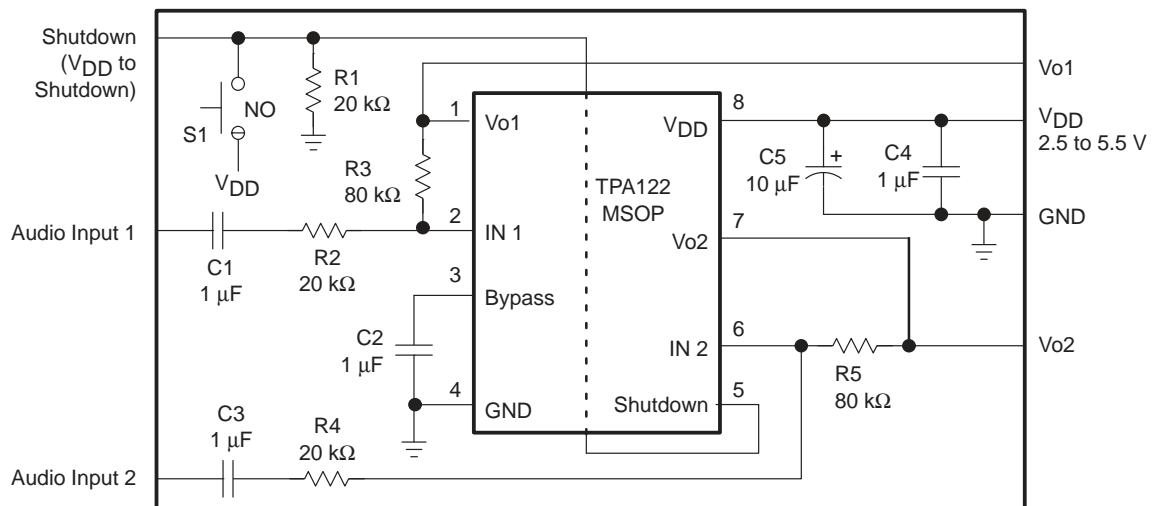 Shutdown
(VDD to
Shutdown)
R1
20 kΩ
NO
S1
VDD
Vo1
1
Vo1
8
VDD
VDD
2.5 to 5.5 V
R3
80 kΩ
C5
10 µF
+
C4
1 µF
TPA122
MSOP
Audio Input 1
C1
1 µF
R2
20 kΩ
2
IN 1
7
Vo2
GND
3
Bypass
C2
1 µF
6
IN 2
R5
80 kΩ
Vo2
4
GND
5
Shutdown
C3
1 µF
R4
20 kΩ
Audio Input 2